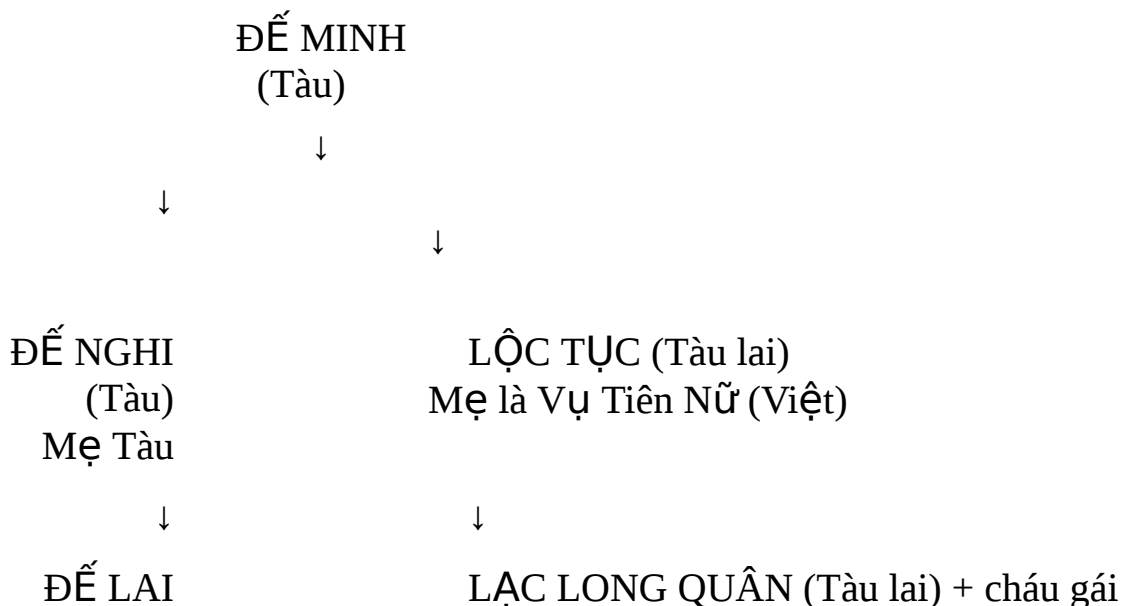 ĐẾ MINH
(Tàu)
↓
↓
↓
ĐẾ NGHI LỘC TỤC (Tàu lai)
(Tàu) Mẹ là Vụ Tiên Nữ (Việt)
Mẹ Tàu
↓ ↓
ĐẾ LAI LẠC LONG QUÂN (Tàu lai) + cháu gái